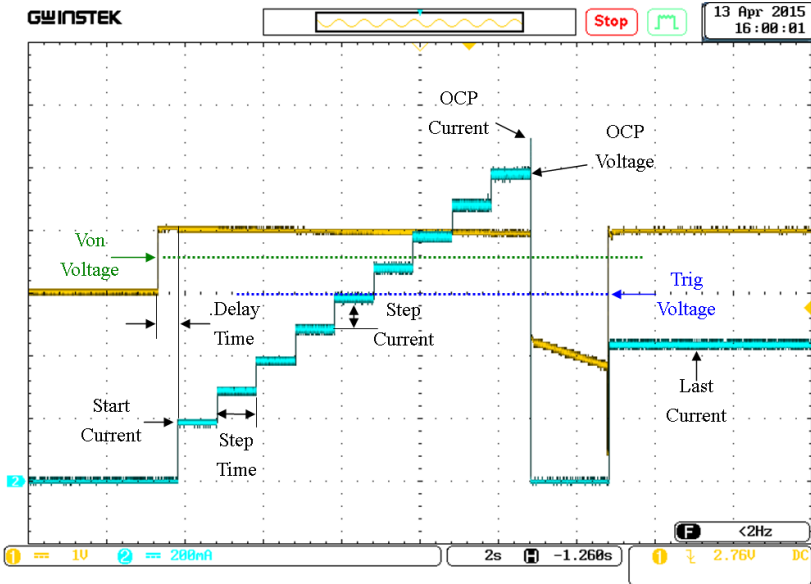 GWINSTEK
Stop
13 Apr 2015
16:00:01
OCP
Current
OCP
Voltage
Von
Voltage
Trig
Voltage
.Delay
Time
Step
Current
Start
Current
Step
Time
Last
Current
2
F <2Hz
1 1V 2 200mA
2s H -1.260s
1 2.76V DC